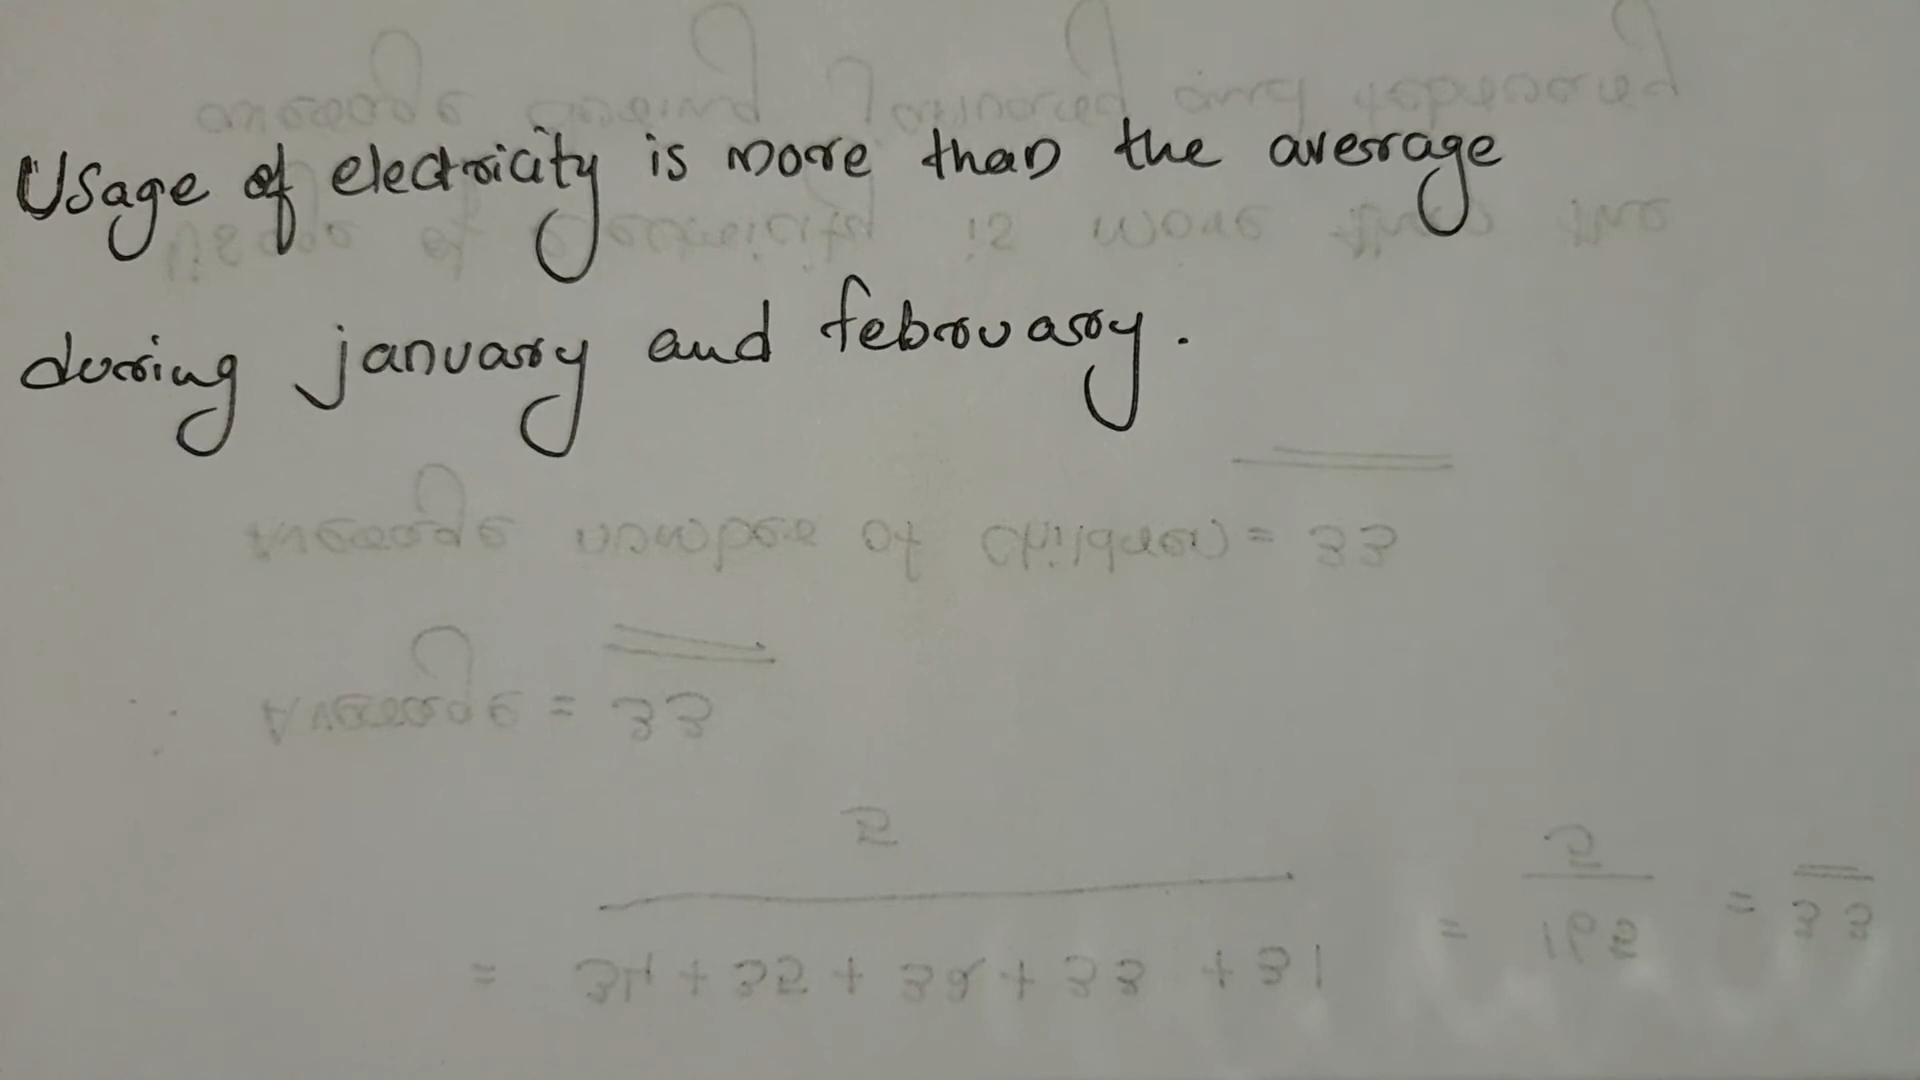 Usage of electricity is more than the average
during january and february.